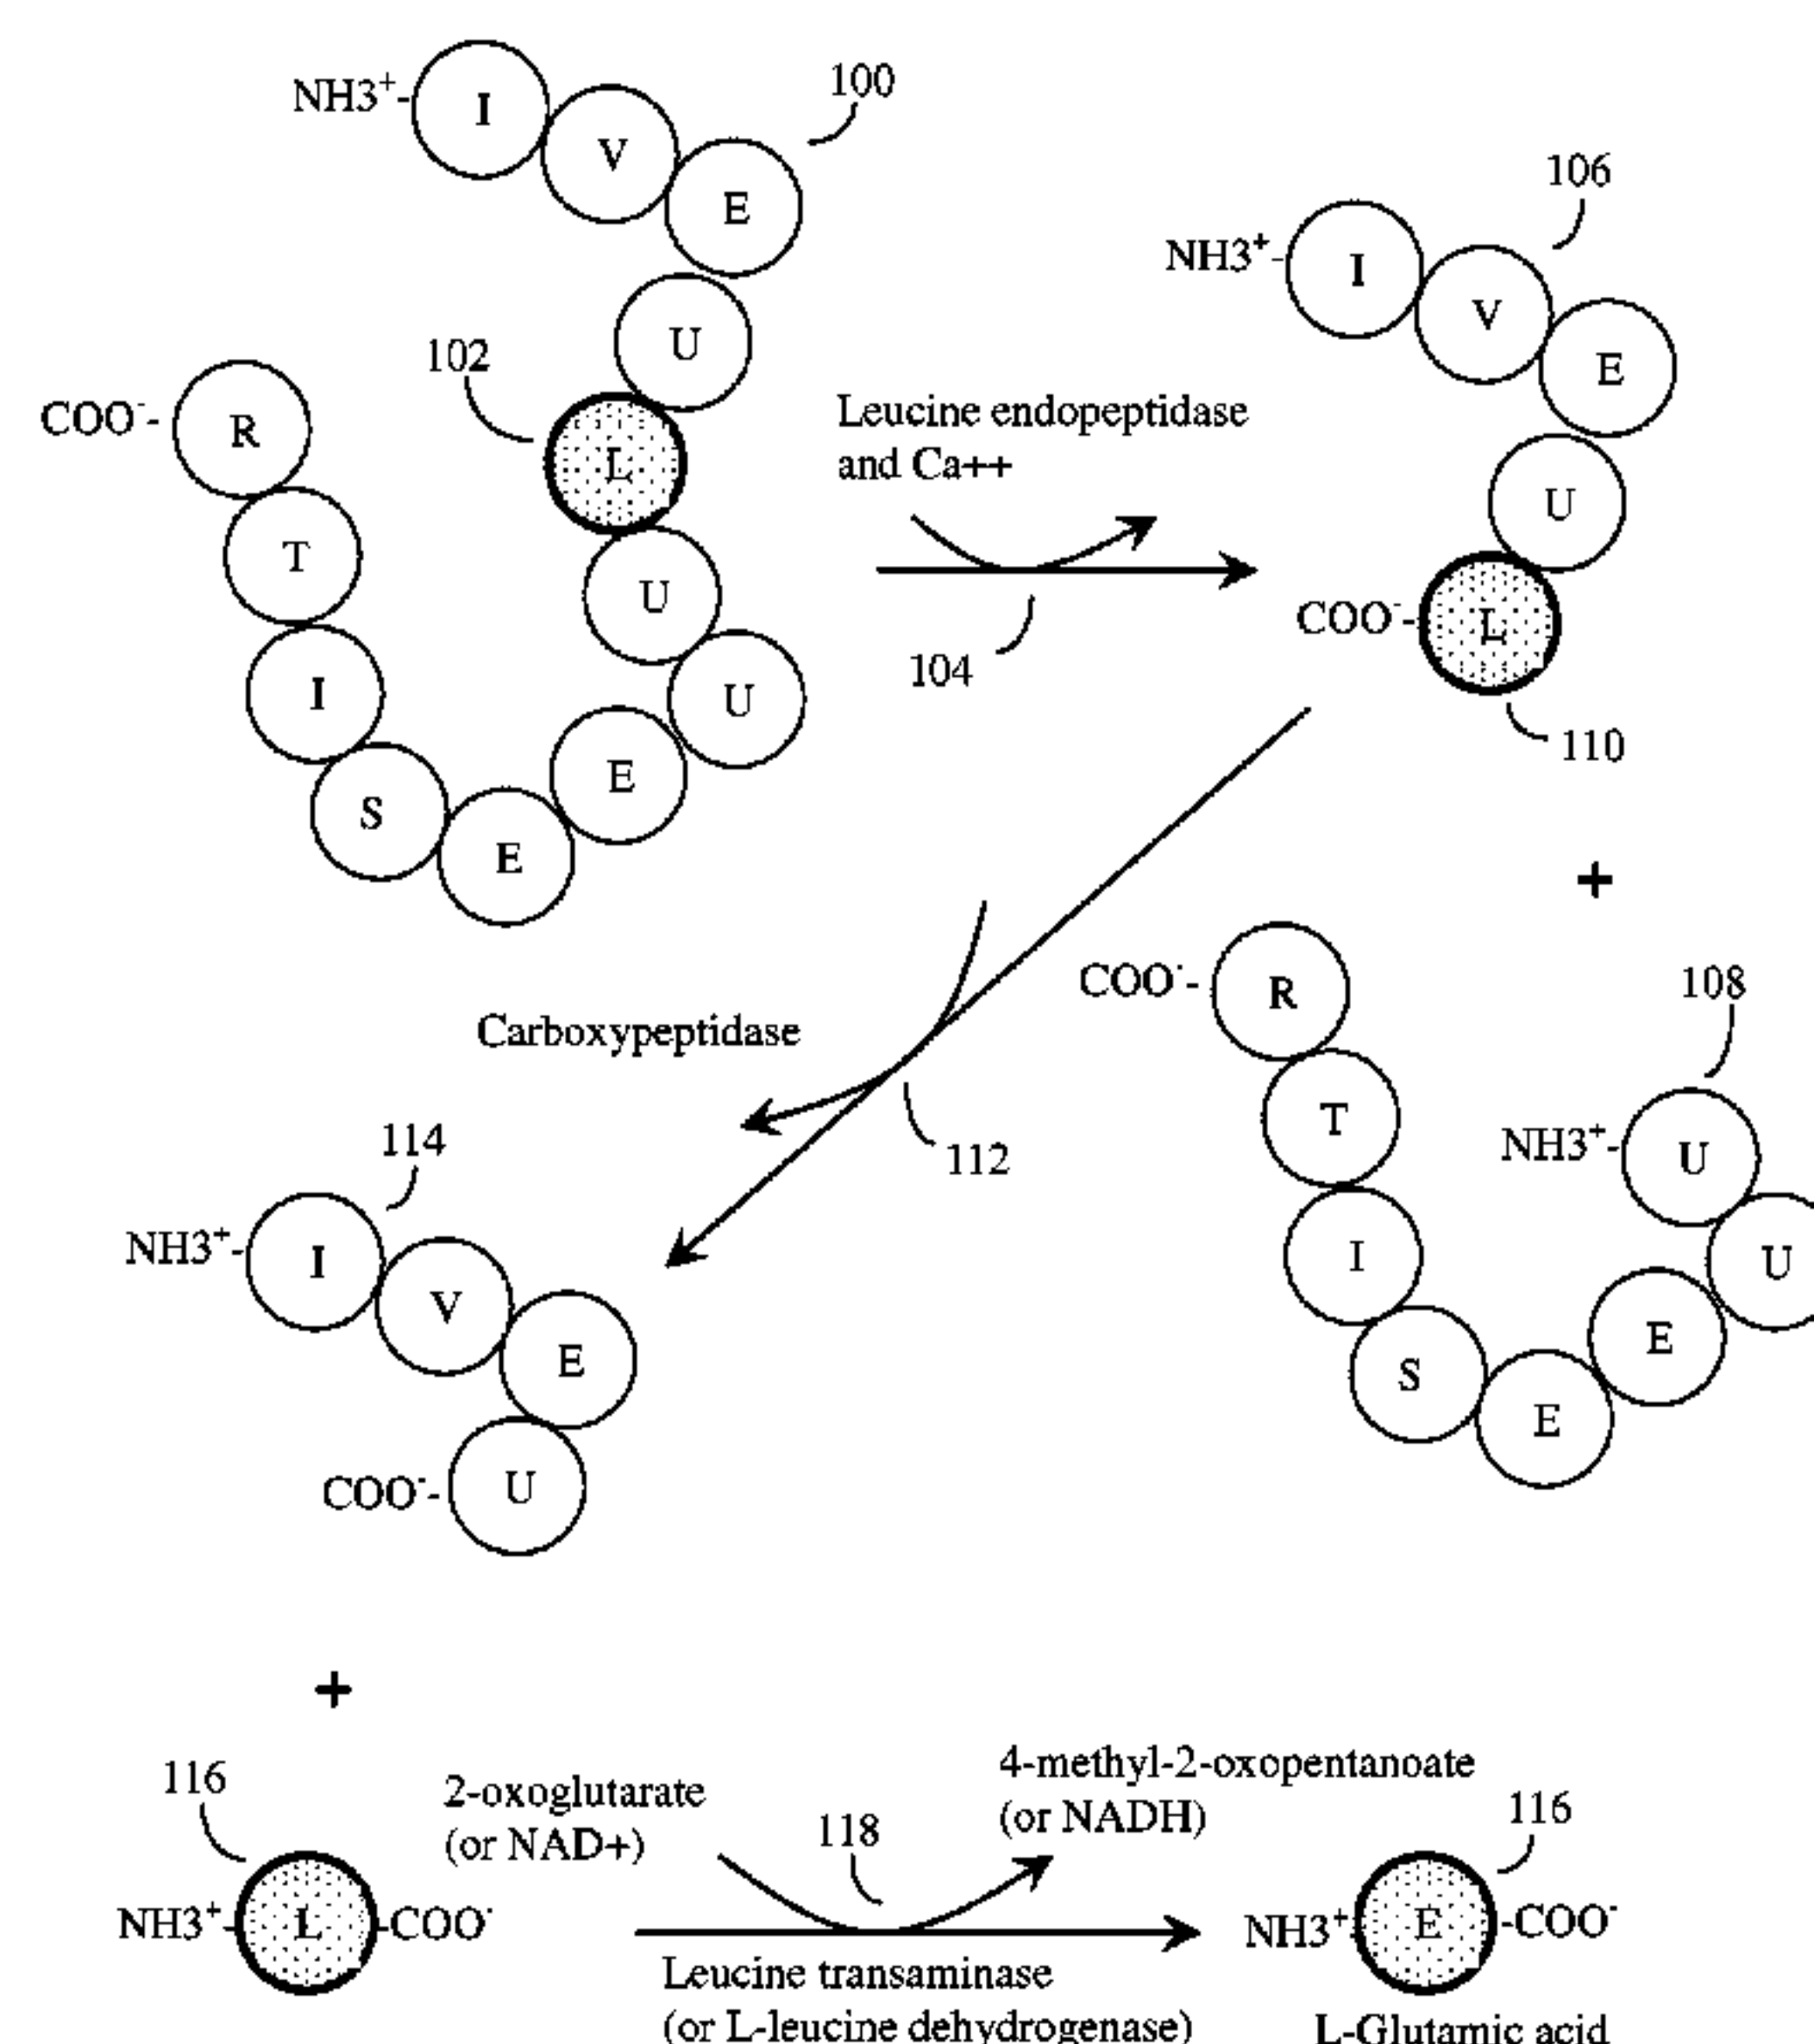 100
NH3+-
I
V
E
U
102
L
U
U
E
E
S
I
T
R
COO--
Leucine endopeptidase
and Ca++
104
106
NH3+-
I
V
E
U
L
COO--
110
+
COO--
R
T
I
S
E
E
U
U
NH3+-
108
Carboxypeptidase
112
114
NH3+-
I
V
E
U
COO--
+
116
NH3+-
L
-COO-
2-oxoglutarate
(or NAD+)
118
4-methyl-2-oxopentanoate
(or NADH)
Leucine transaminase
(or L-leucine dehydrogenase)
116
NH3+-
E
-COO-
L-Glutamic acid